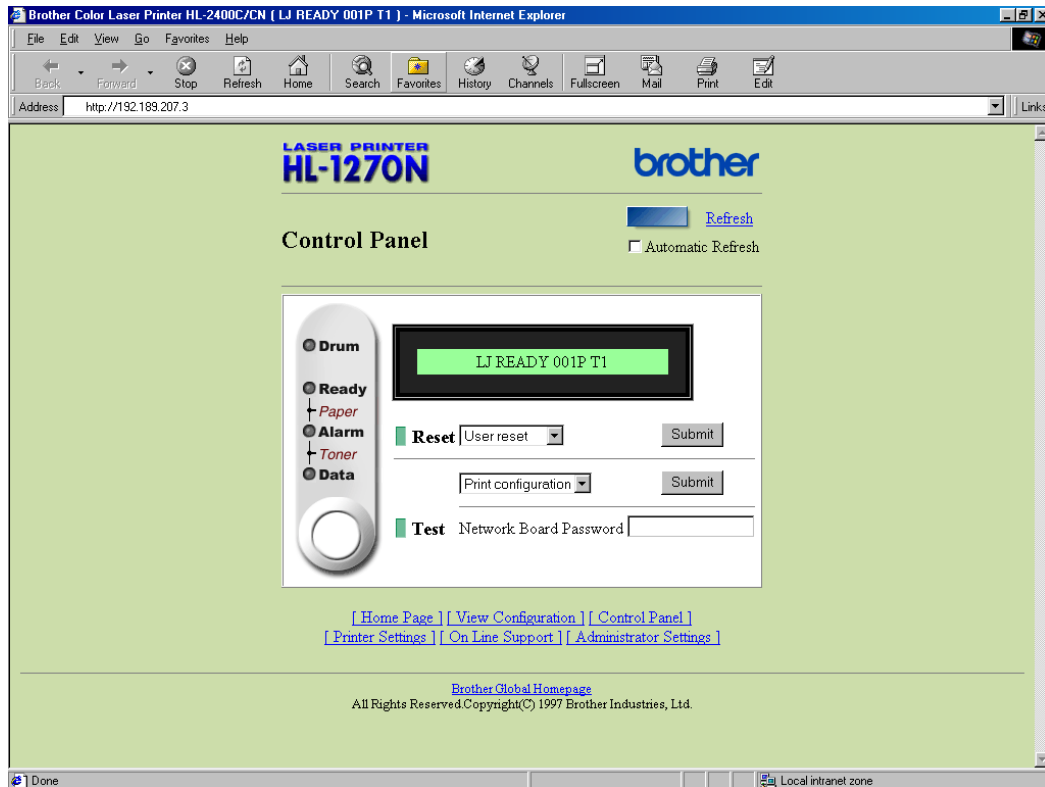 Brother Color Laser Printer HL-2400C/CN ( LJ READY 001P T1 ) - Microsoft Internet Explorer
File Edit View Go Favorites Help
Back Forward Stop Refresh Home Search Favorites History Channels Fullscreen Mail Print Edit
Address http://192.189.207.3 Links
LASER PRINTER
HL-1270N
brother
Refresh
Control Panel
Automatic Refresh
LJ READY 001P T1
Drum
Ready
Paper
Alarm
Toner
Data
Reset User reset Submit
Print configuration Submit
Test Network Board Password
[ Home Page ] [ View Configuration ] [ Control Panel ]
[ Printer Settings ] [ On Line Support ] [ Administrator Settings ]
Brother Global Homepage
All Rights Reserved.Copyright(C) 1997 Brother Industries, Ltd.
Done Local intranet zone